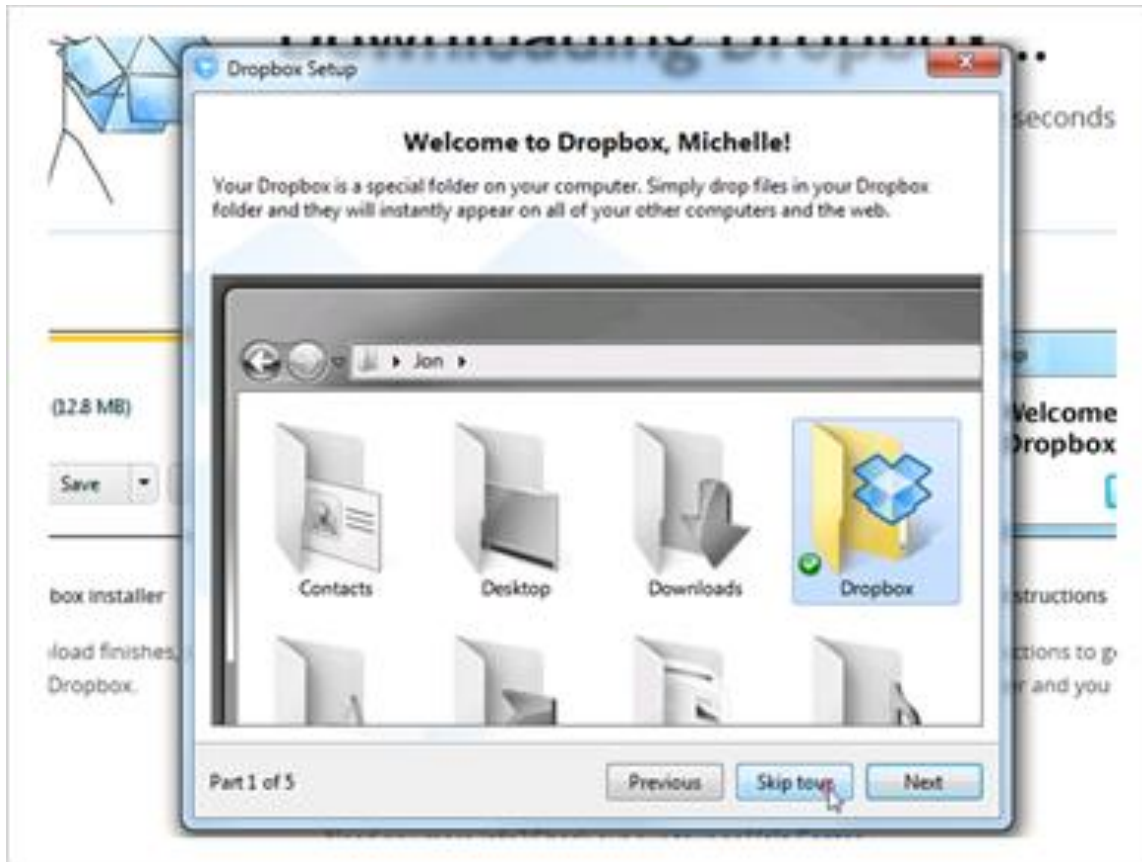 Downloading Dropbox...
seconds
Dropbox Setup
Welcome to Dropbox, Michelle!
Your Dropbox is a special folder on your computer. Simply drop files in your Dropbox
folder and they will instantly appear on all of your other computers and the web.
Jon
(12.8 MB)
Save
Welcome
Dropbox
Contacts
Desktop
Downloads
Dropbox
box installer
load finishes,
Dropbox.
structions
ctions to g
r and you
Part 1 of 5
Previous
Skip tour
Next